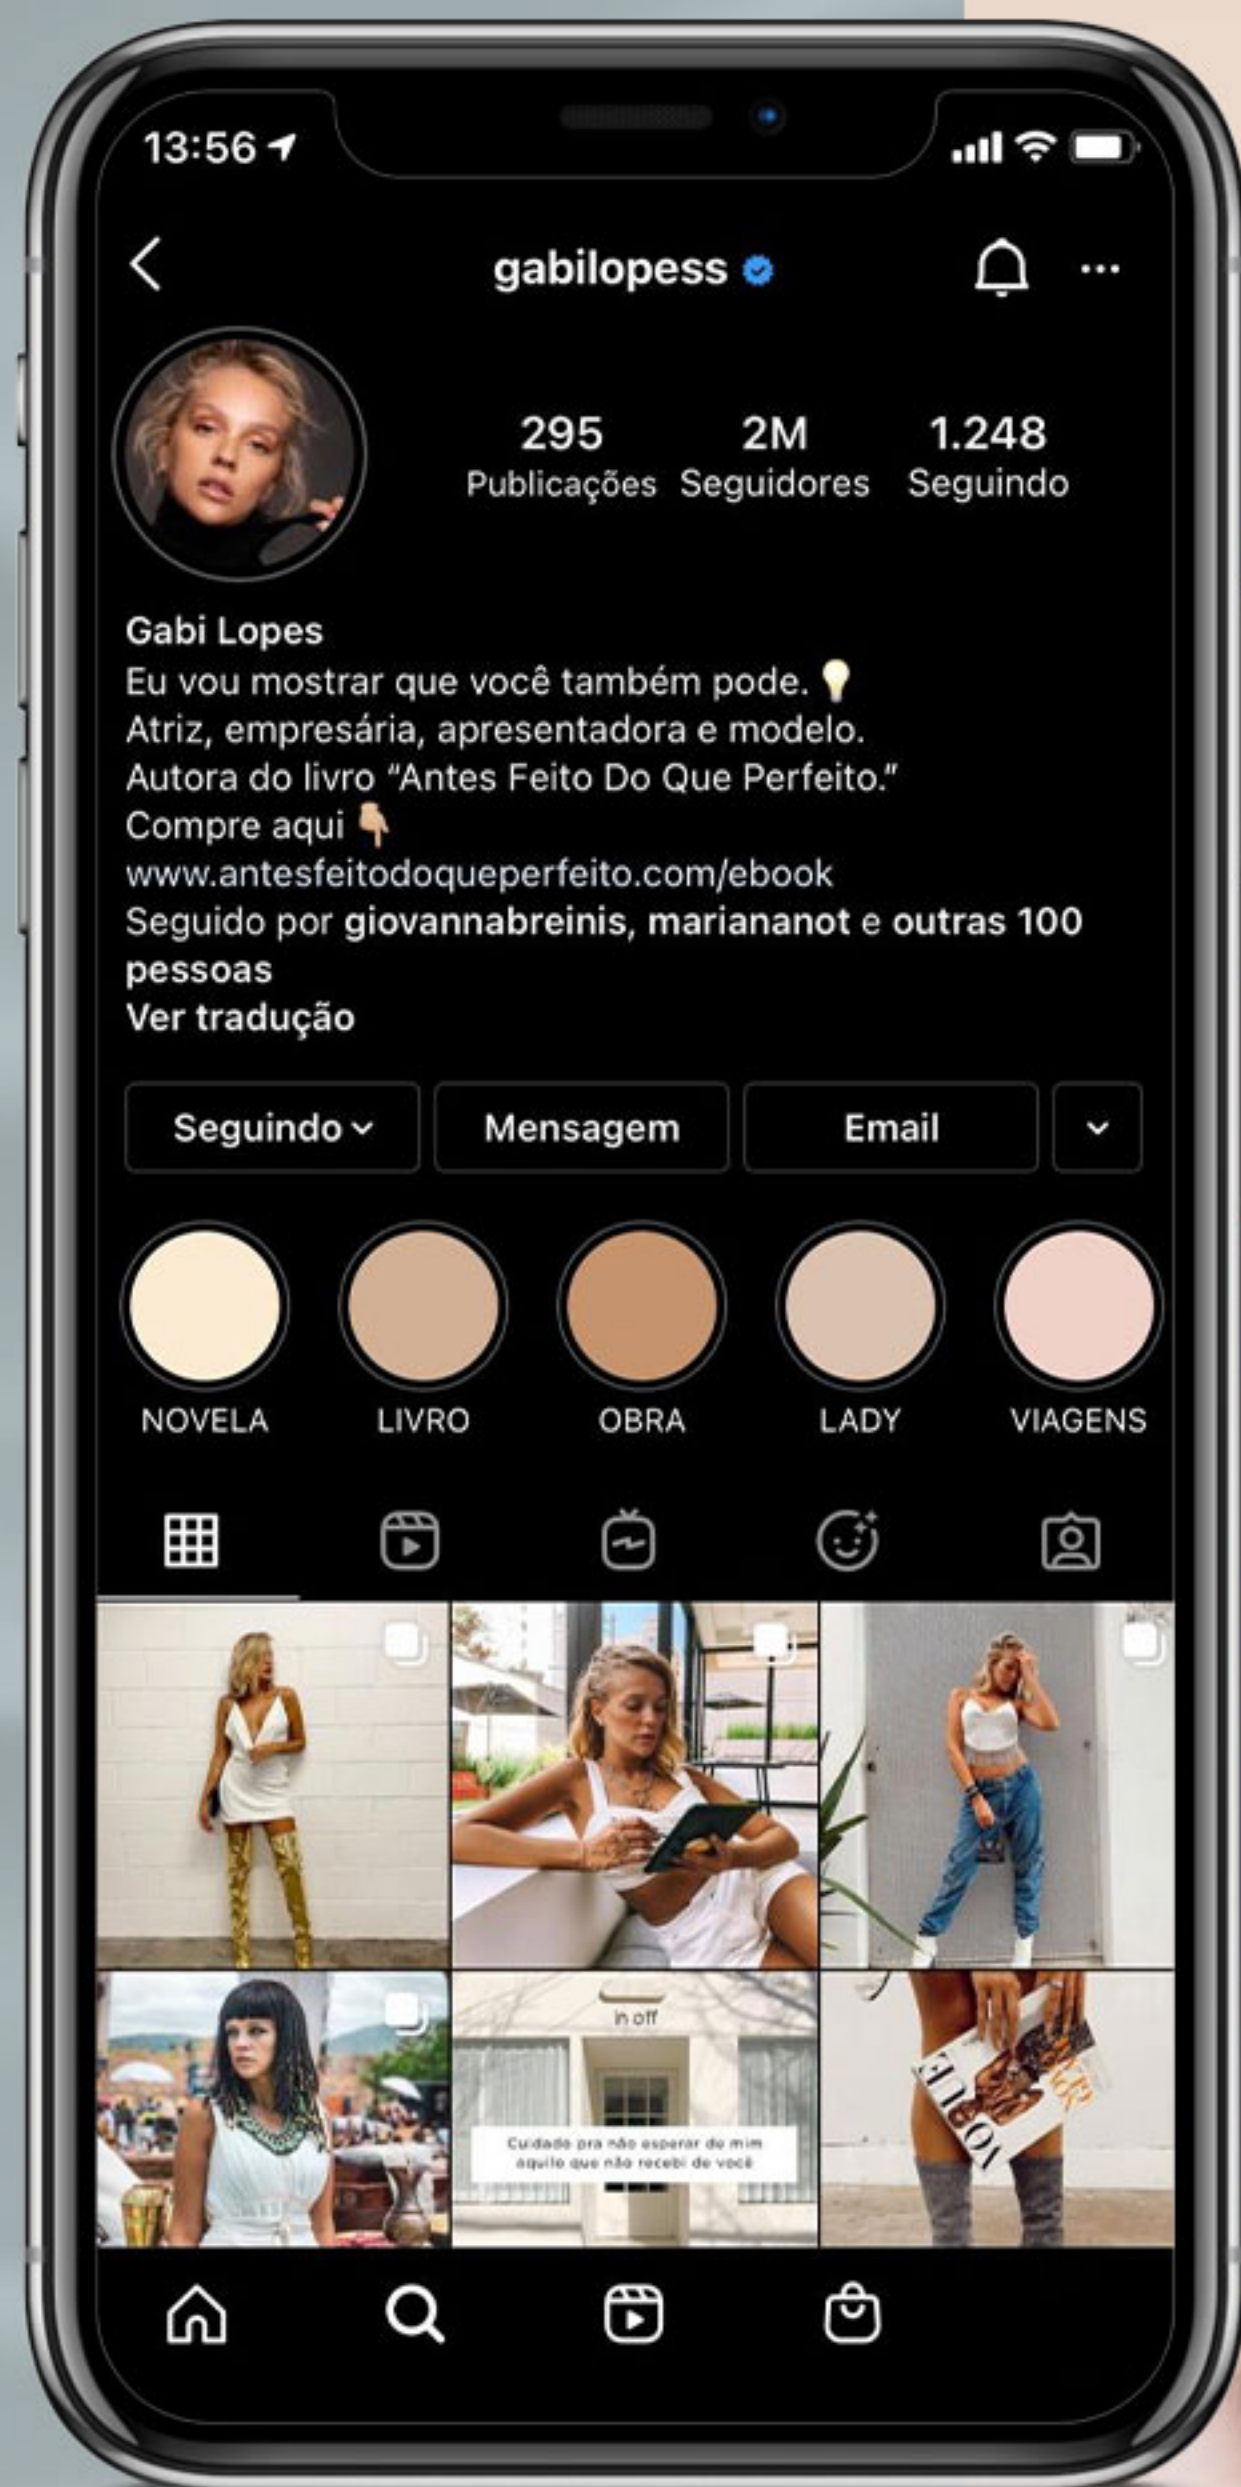 13:56
gabilopess
295 2M 1.248
Publicações Seguidores Seguindo
Gabi Lopes
Eu vou mostrar que você também pode. 💡
Atriz, empresária, apresentadora e modelo.
Autora do livro “Antes Feito Do Que Perfeito.”
Compre aqui 👇🏼
www.antesfeitodoqueperfeito.com/ebook
Seguido por giovannabreinis, mariananot e outras 100
pessoas
Ver tradução
Seguindo Mensagem Email
NOVELA LIVRO OBRA LADY VIAGENS
in off
Cuidado pra não esperar de mim
aquilo que não recebi de você
VOGUE